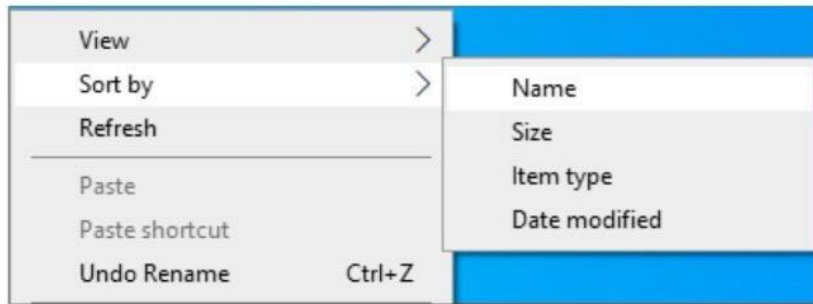 View
Sort by
Refresh
Paste
Paste shortcut
Undo Rename Ctrl+Z
Name
Size
Item type
Date modified